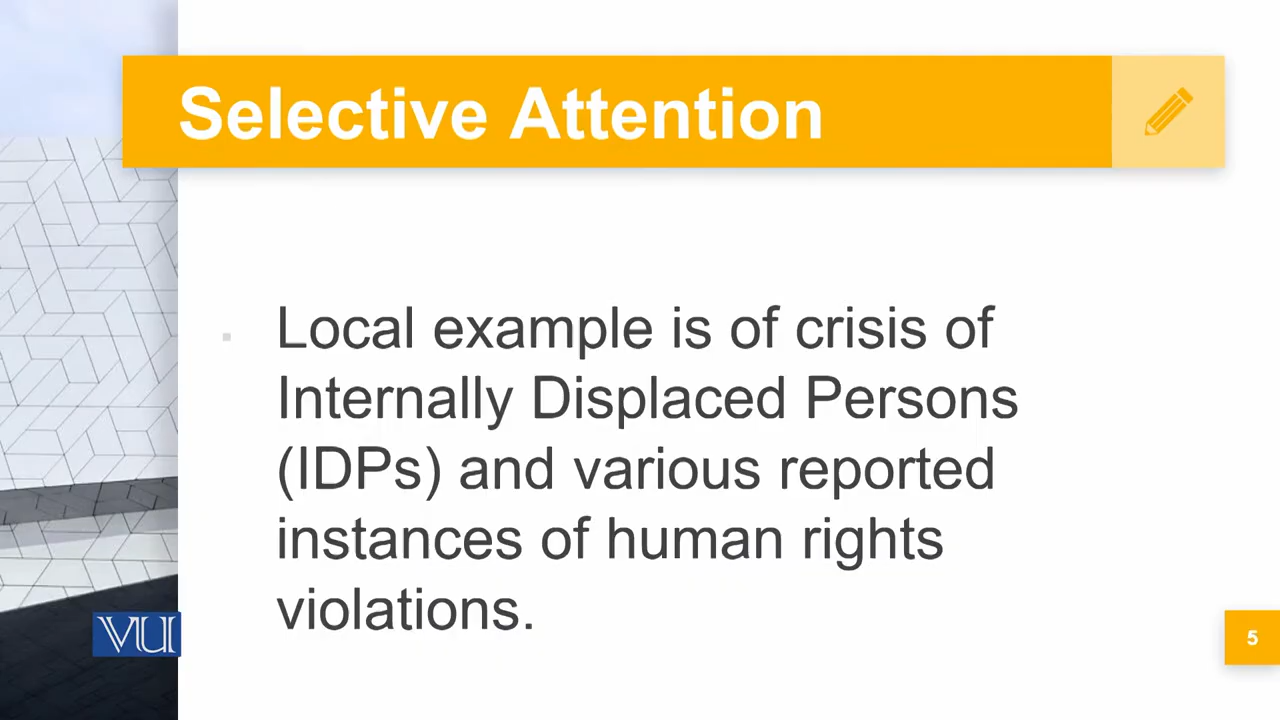 Selective Attention
Local example is of crisis of
Internally Displaced Persons
(IDPs) and various reported
instances of human rights
violations.
VU
5